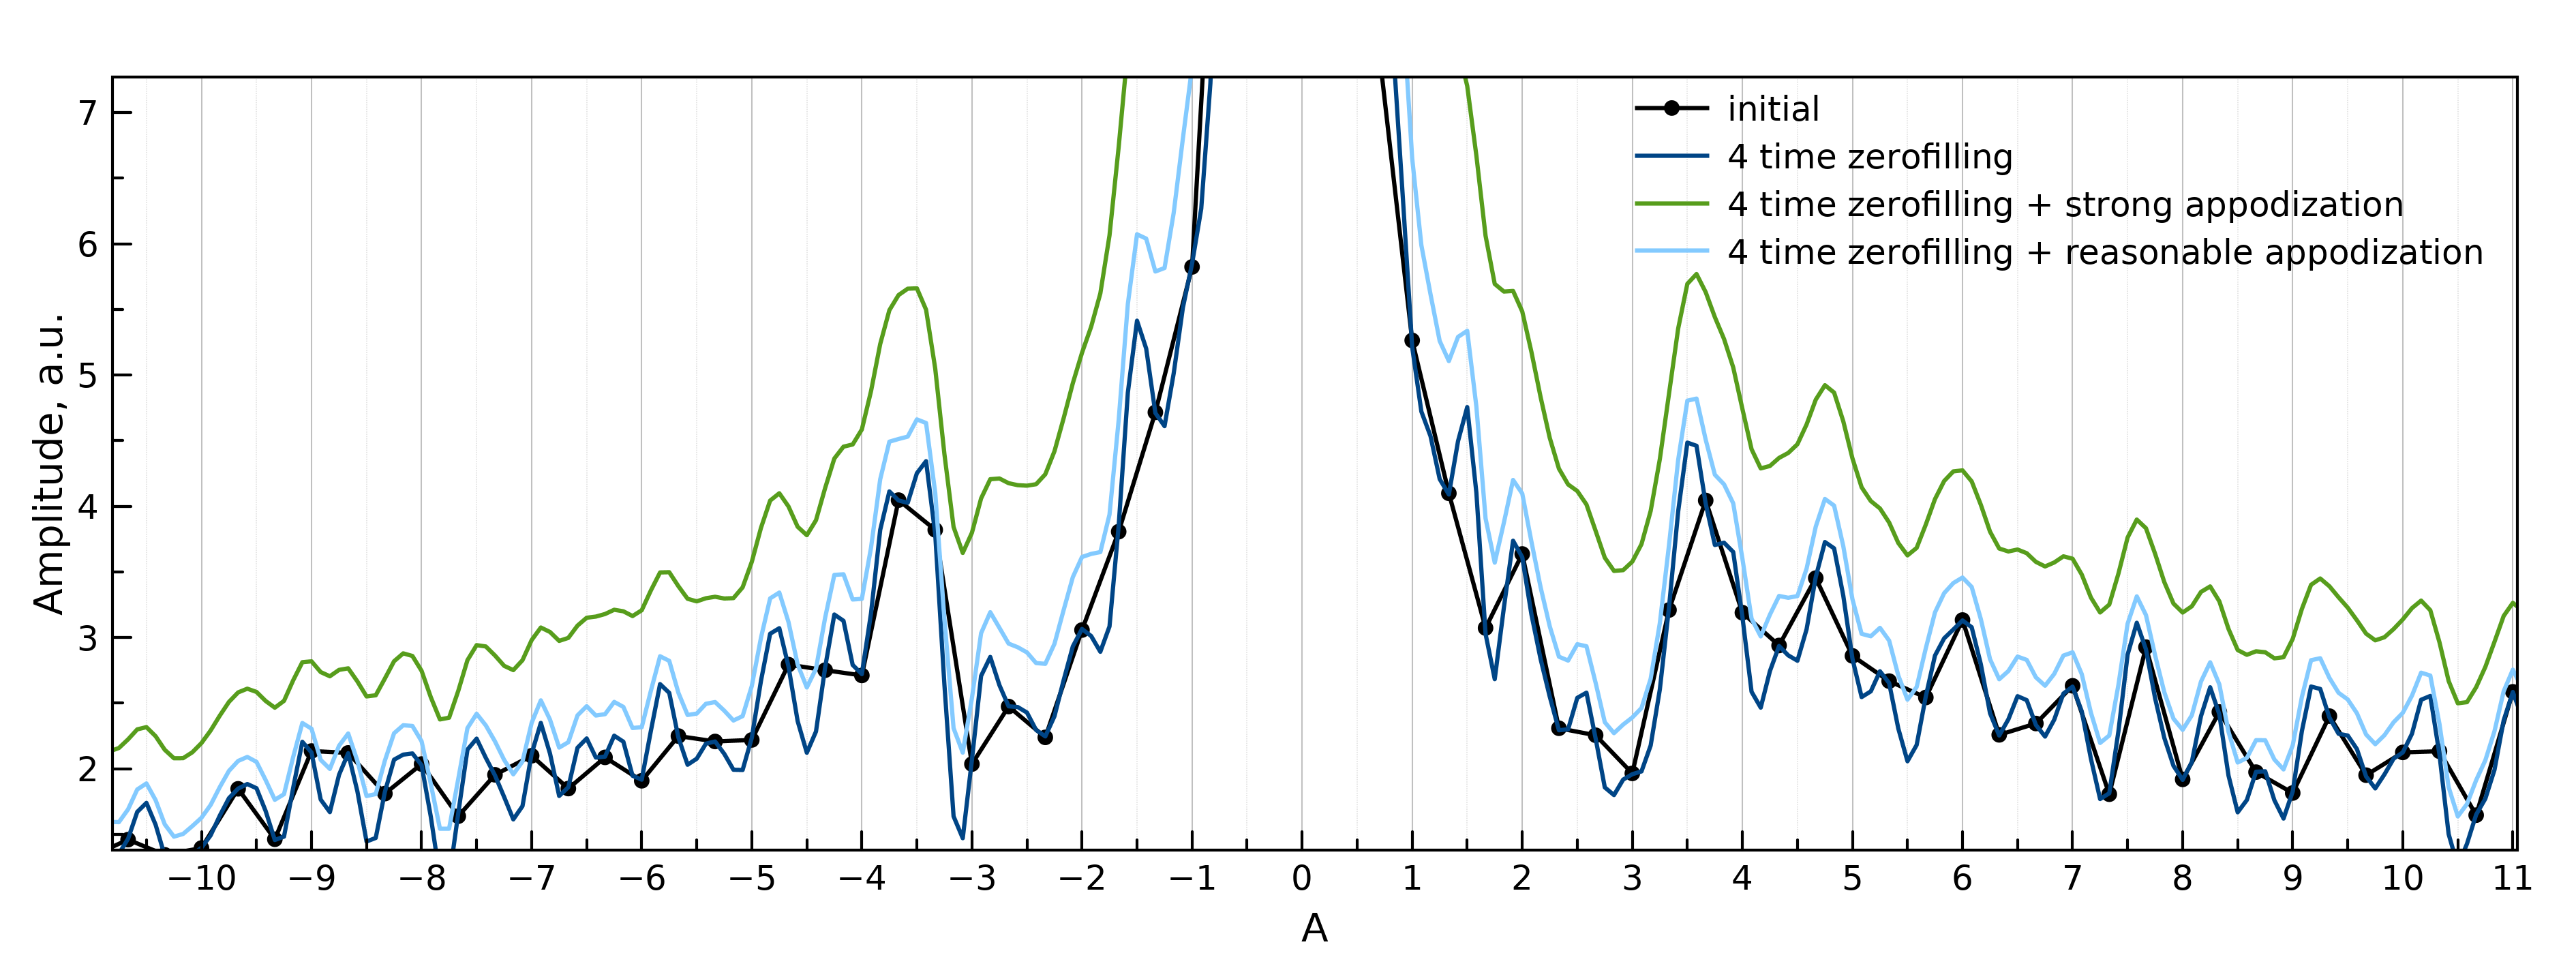 initial
4 time zerofilling
4 time zerofilling + strong appodization
4 time zerofilling + reasonable appodization
Amplitude, a.u.
7
6
5
4
3
2
−10 −9 −8 −7 −6 −5 −4 −3 −2 −1 0 1 2 3 4 5 6 7 8 9 10 11
A